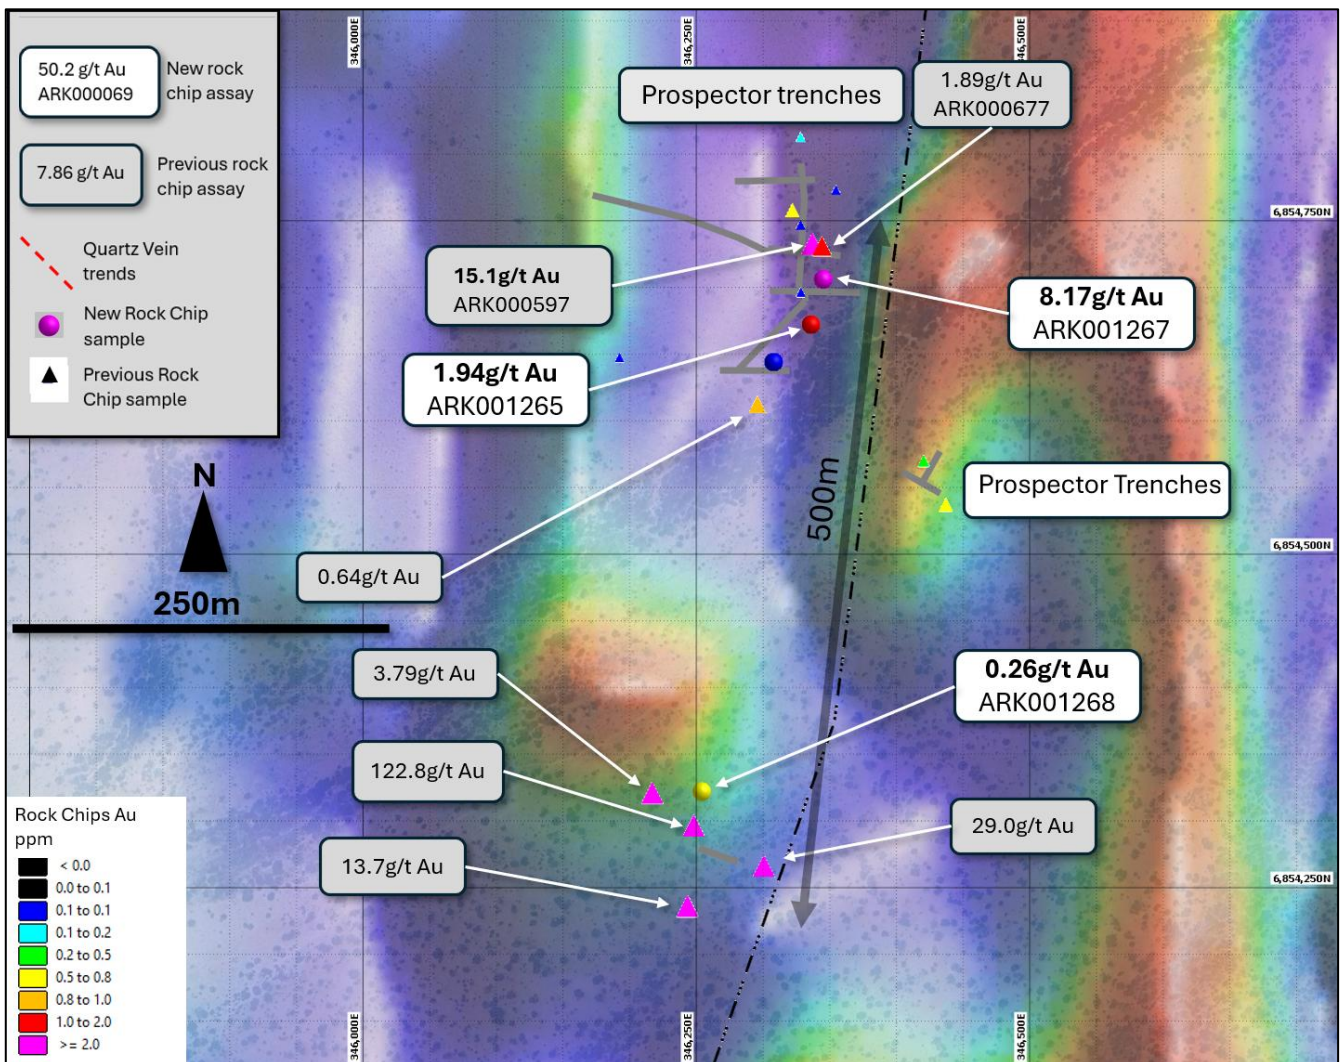 346,000E
346,250E
346,500E
50.2 g/t Au
ARK000069
New rock
chip assay
7.86 g/t Au
Previous rock
chip assay
Quartz Vein
trends
New Rock Chip
sample
Previous Rock
Chip sample
Prospector trenches
1.89g/t Au
ARK000677
6,854,750N
15.1g/t Au
ARK000597
8.17g/t Au
ARK001267
1.94g/t Au
ARK001265
N
250m
500m
Prospector Trenches
6,854,500N
0.64g/t Au
3.79g/t Au
0.26g/t Au
ARK001268
122.8g/t Au
29.0g/t Au
13.7g/t Au
6,854,250N
Rock Chips Au
ppm
< 0.0
0.0 to 0.1
0.1 to 0.1
0.1 to 0.2
0.2 to 0.5
0.5 to 0.8
0.8 to 1.0
1.0 to 2.0
>= 2.0
346,000E
346,250E
346,500E